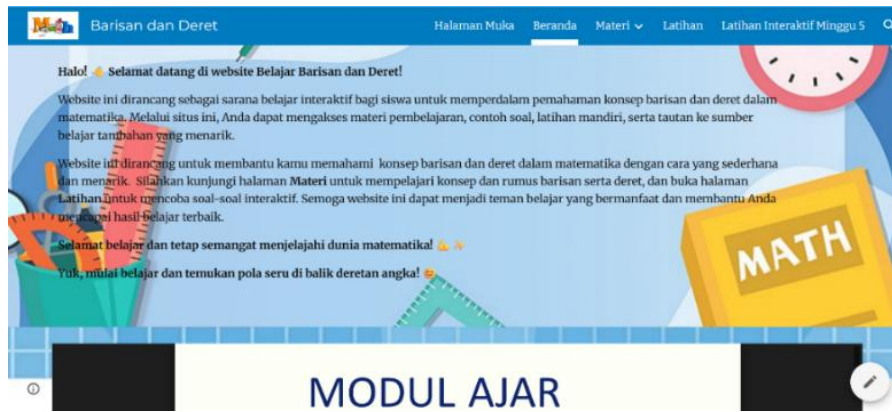 Math
Barisan dan Deret
Halaman Muka Beranda Materi Latihan Latihan Interaktif Minggu 5
Halo! 👋 Selamat datang di website Belajar Barisan dan Deret!
Website ini dirancang sebagai sarana belajar interaktif bagi siswa untuk memperdalam pemahaman konsep barisan dan deret dalam
matematika. Melalui situs ini, Anda dapat mengakses materi pembelajaran, contoh soal, latihan mandiri, serta tautan ke sumber
belajar tambahan yang menarik.
Website ini dirancang untuk membantu kamu memahami konsep barisan dan deret dalam matematika dengan cara yang sederhana
dan menarik. Silahkan kunjungi halaman Materi untuk mempelajari konsep dan rumus barisan serta deret, dan buka halaman
Latihan untuk mencoba soal-soal interaktif. Semoga website ini dapat menjadi teman belajar yang bermanfaat dan membantu Anda
mencapai hasil belajar terbaik.
Selamat belajar dan tetap semangat menjelajahi dunia matematika! 💪 ✨
Yuk, mulai belajar dan temukan pola seru di balik deretan angka! 😊
MATH
MODUL AJAR